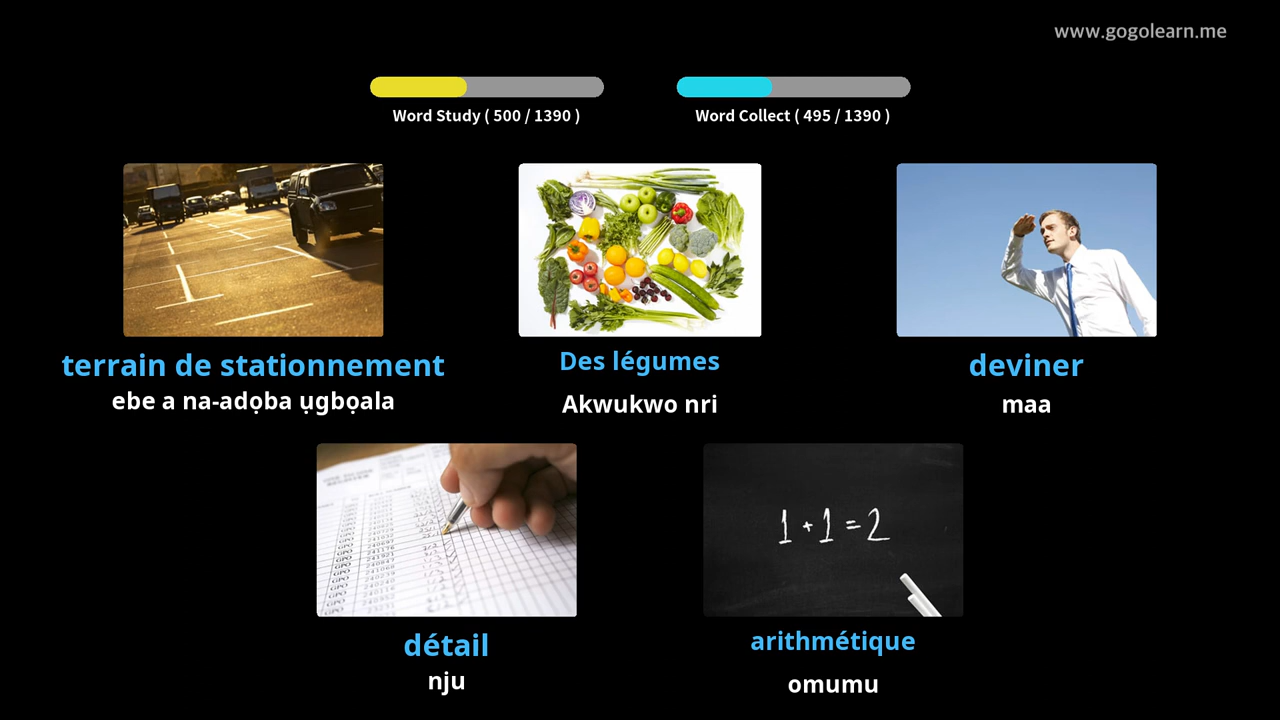 www.gogolearn.me
Word Study ( 500 / 1390 )
Word Collect ( 495 / 1390 )
terrain de stationnement
ebe a na-adọba ụgbọala
Des légumes
Akwukwo nri
deviner
maa
1 + 1 = 2
détail
nju
arithmétique
omumu